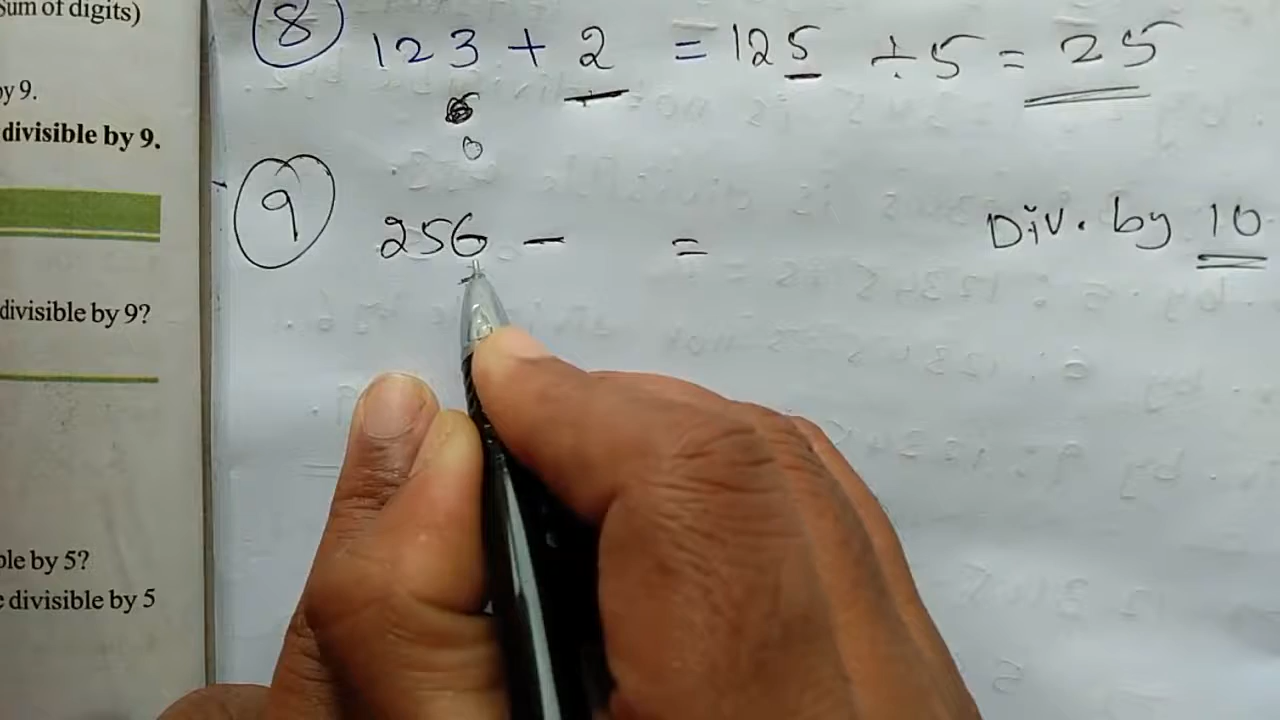 Sum of digits)
by 9.
divisible by 9.
divisible by 9?
ble by 5?
e divisible by 5
8 123 + 2 = 125 ÷ 5 = 25
0
9 256 - = Div. by 10